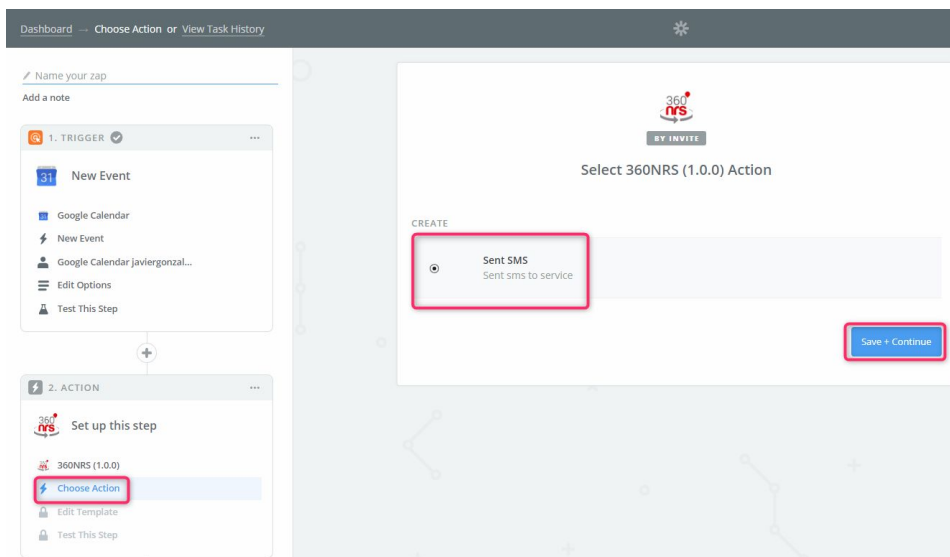 Dashboard → Choose Action or View Task History
Name your zap
Add a note
1. TRIGGER
31 New Event
Google Calendar
New Event
Google Calendar javiergonzal...
Edit Options
Test This Step
2. ACTION
360 nrs Set up this step
360NRS (1.0.0)
Choose Action
Edit Template
Test This Step
360
nrs
BY INVITE
Select 360NRS (1.0.0) Action
CREATE
Sent SMS
Sent sms to service
Save + Continue